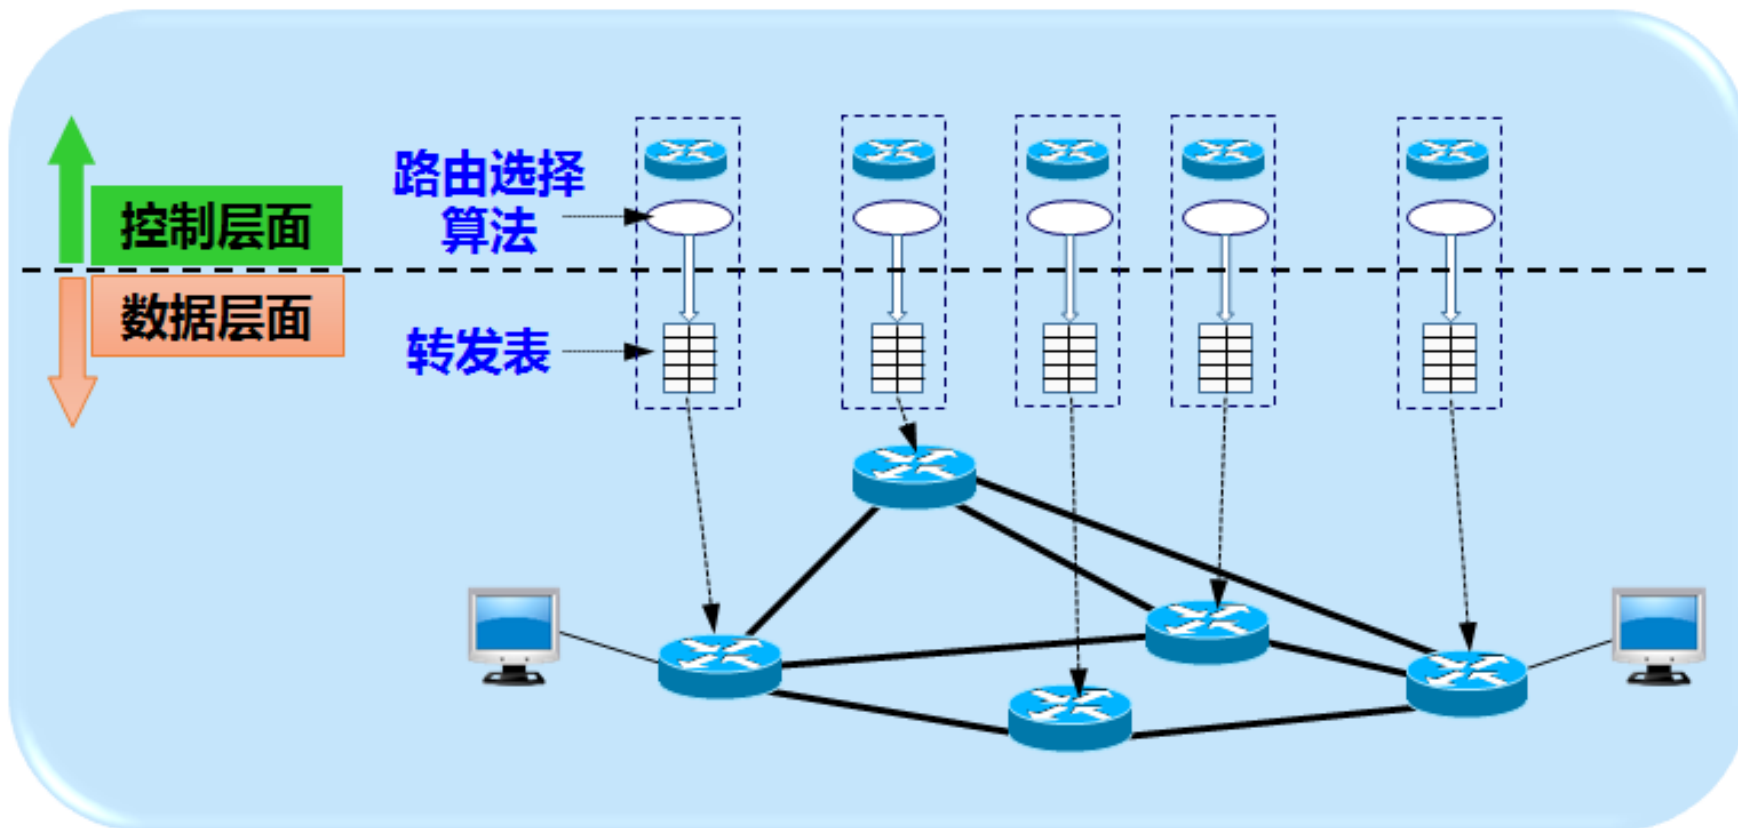 路由选择
算法
控制层面
数据层面
转发表